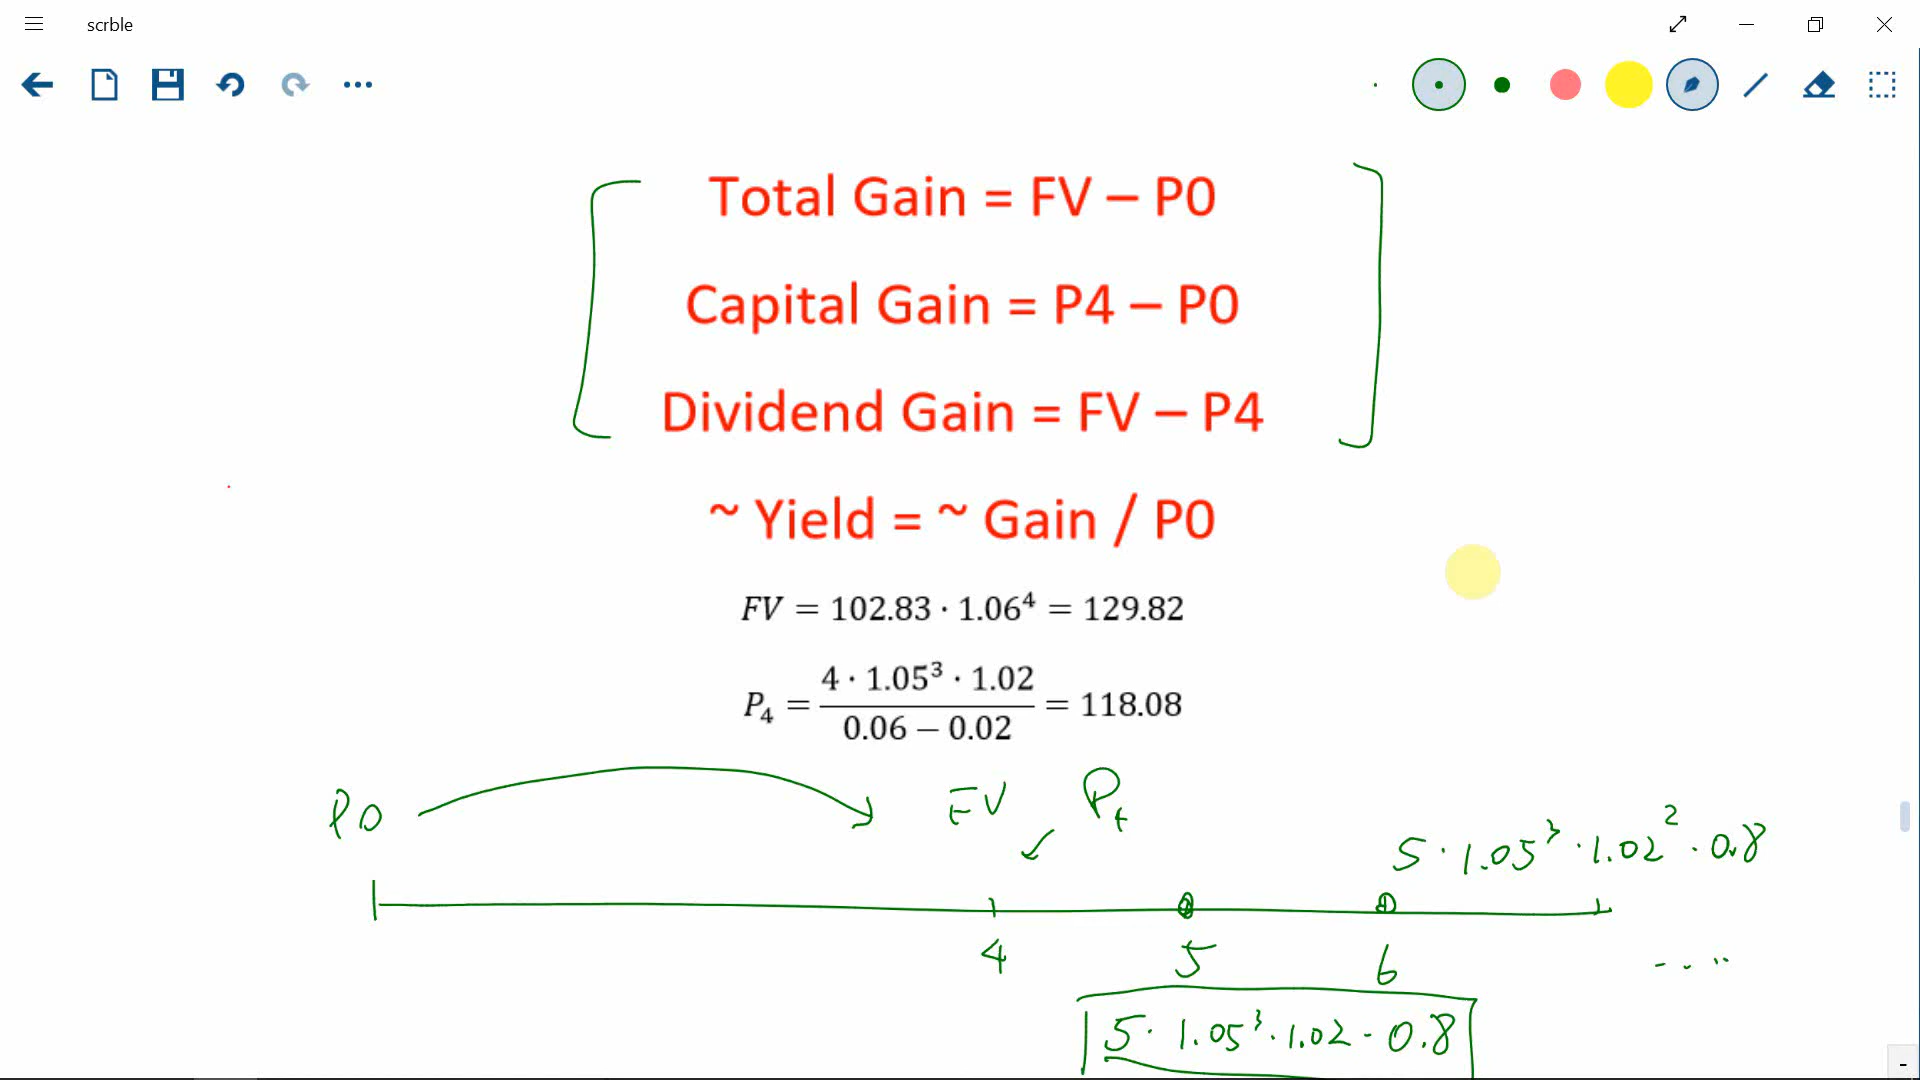 scrble
Total Gain = FV – P0
Capital Gain = P4 – P0
Dividend Gain = FV – P4
~ Yield = ~ Gain / P0
FV = 102.83 · 1.06⁴ = 129.82
P₄ = (4 · 1.05³ · 1.02) / (0.06 − 0.02) = 118.08
P0 FV P₄
5 · 1.05³ · 1.02² · 0.8
4 5 6 ....
5 · 1.05³ · 1.02 · 0.8